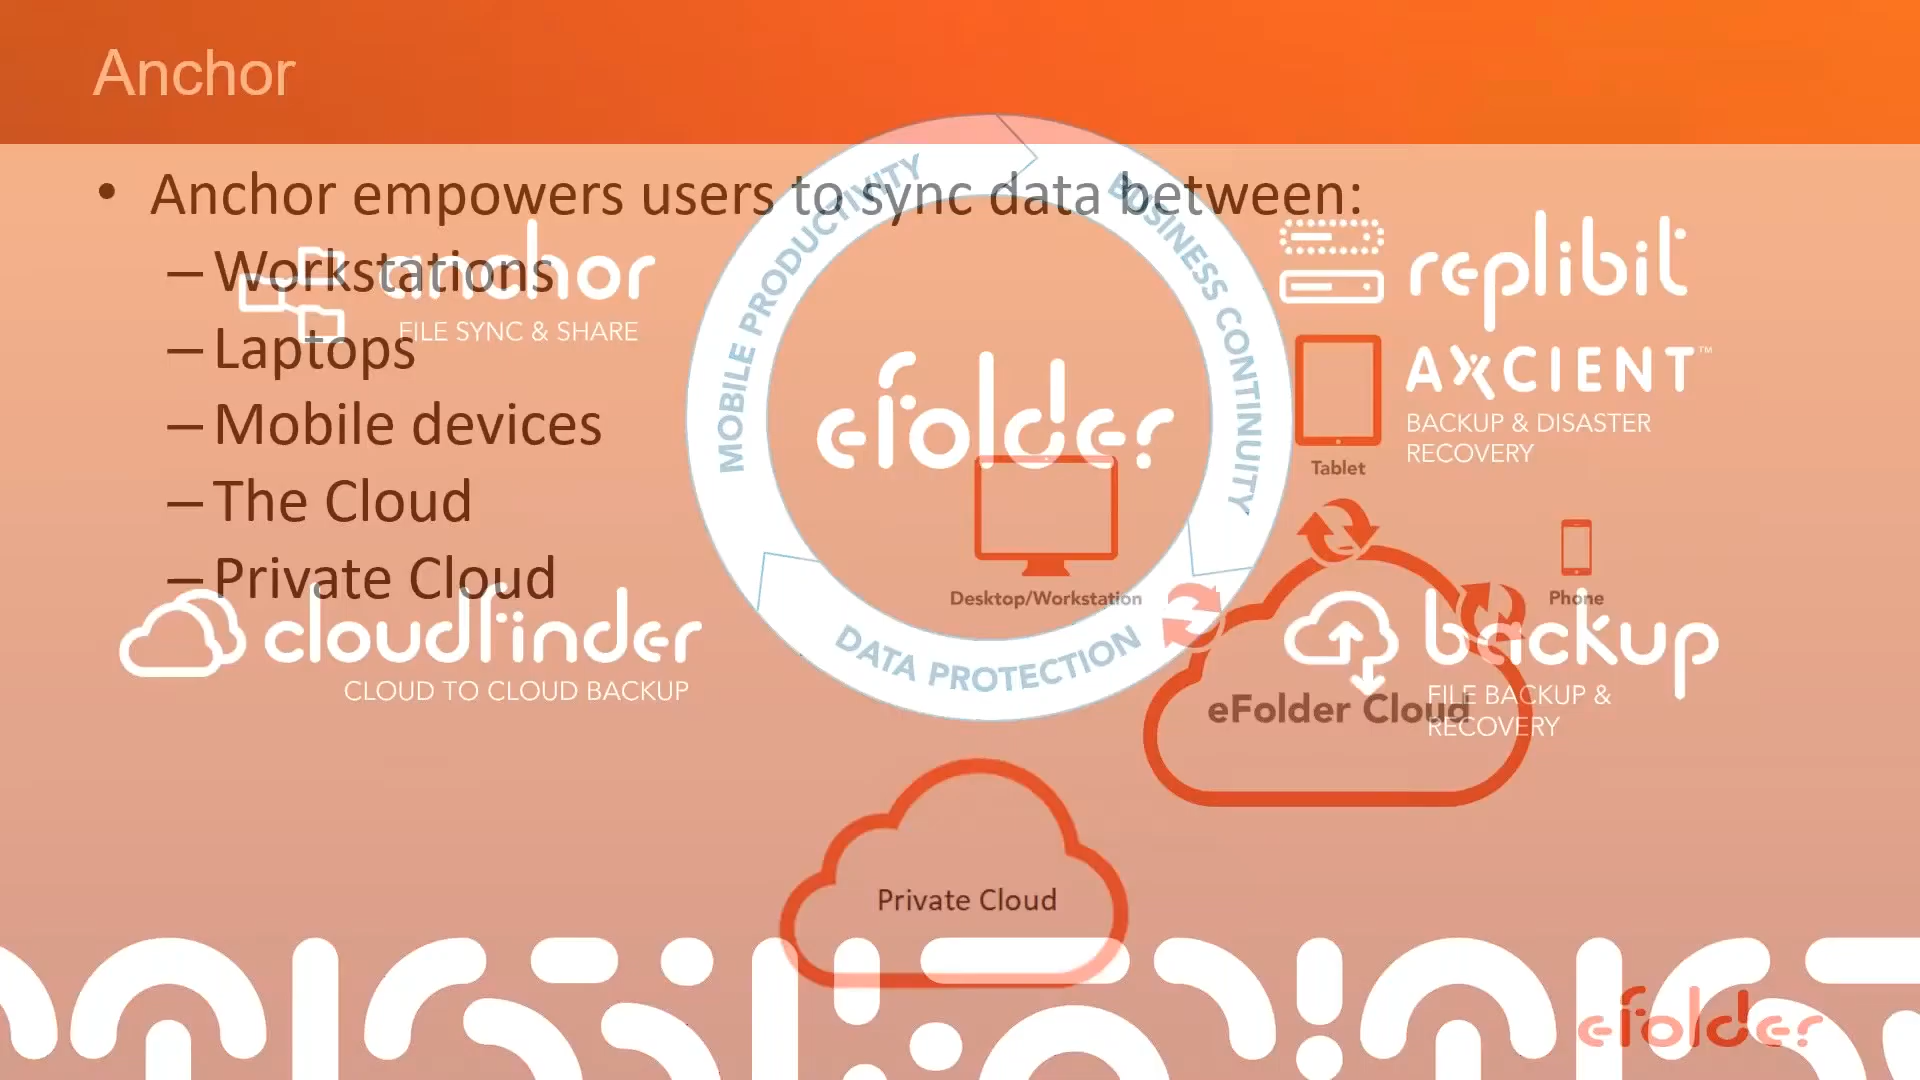 Anchor
• Anchor empowers users to sync data between:
– Workstations
– Laptops
– Mobile devices
– The Cloud
– Private Cloud
anchor
FILE SYNC & SHARE
MOBILE PRODUCTIVITY
BUSINESS CONTINUITY
DATA PROTECTION
efolder
replibit
AXCIENT™
BACKUP & DISASTER
RECOVERY
Tablet
Desktop/Workstation
Phone
cloudfinder
CLOUD TO CLOUD BACKUP
backup
FILE BACKUP &
RECOVERY
eFolder Cloud
Private Cloud
efolder